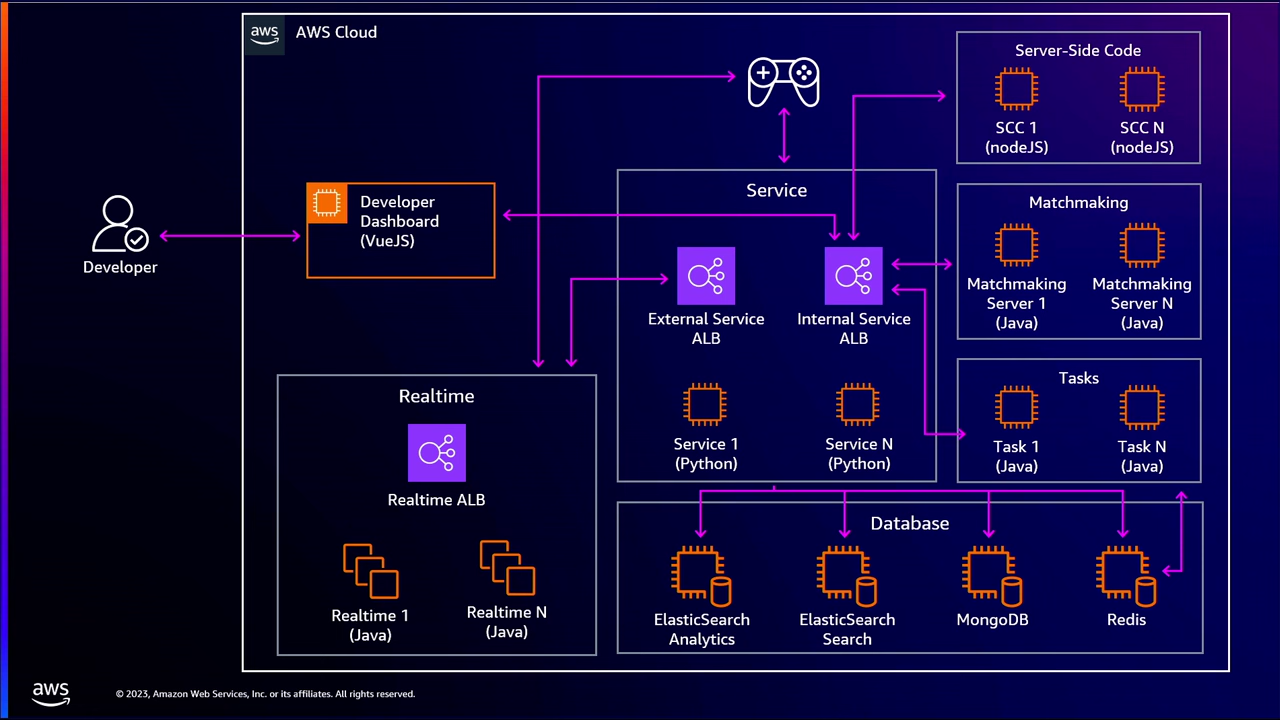 aws
AWS Cloud
Server-Side Code
SCC 1
(nodeJS)
SCC N
(nodeJS)
Developer
Developer
Dashboard
(VueJS)
Service
External Service
ALB
Internal Service
ALB
Service 1
(Python)
Service N
(Python)
Matchmaking
Matchmaking
Server 1
(Java)
Matchmaking
Server N
(Java)
Tasks
Task 1
(Java)
Task N
(Java)
Realtime
Realtime ALB
Realtime 1
(Java)
Realtime N
(Java)
Database
ElasticSearch
Analytics
ElasticSearch
Search
MongoDB
Redis
aws
© 2023, Amazon Web Services, Inc. or its affiliates. All rights reserved.